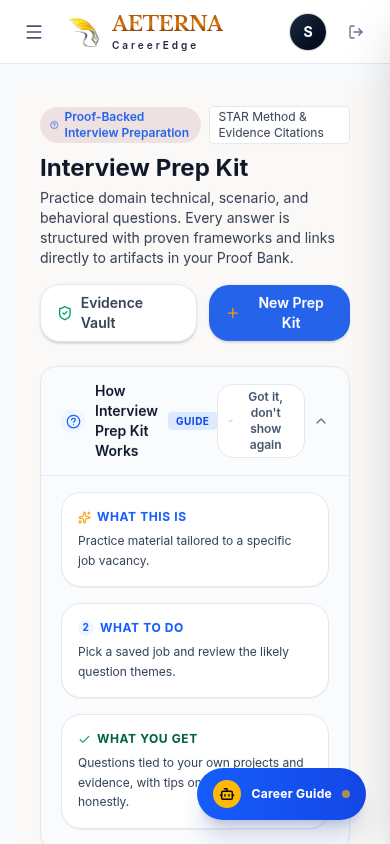 AETERNA
CareerEdge
S
Proof-Backed
Interview Preparation
STAR Method &
Evidence Citations
Interview Prep Kit
Practice domain technical, scenario, and
behavioral questions. Every answer is
structured with proven frameworks and links
directly to artifacts in your Proof Bank.
Evidence
Vault
New Prep
Kit
How
Interview
Prep Kit
Works
GUIDE
Got it,
don't
show
again
WHAT THIS IS
Practice material tailored to a specific
job vacancy.
2 WHAT TO DO
Pick a saved job and review the likely
question themes.
WHAT YOU GET
Questions tied to your own projects and
evidence, with tips on
honestly.
Career Guide